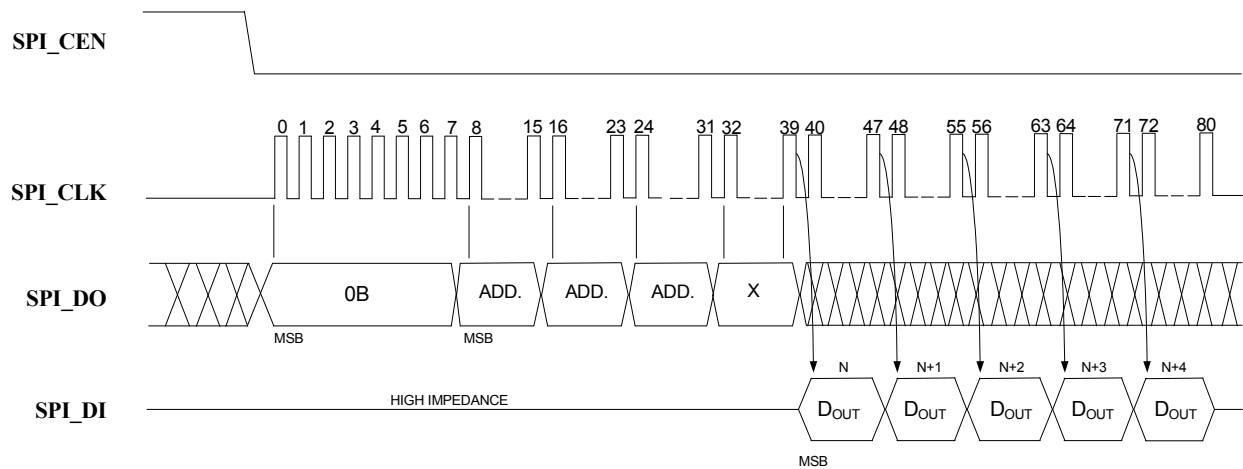 SPI_CEN
0 1 2 3 4 5 6 7 8 15 16 23 24 31 32 39 40 47 48 55 56 63 64 71 72 80
SPI_CLK
SPI_DO
0B ADD. ADD. ADD. X
MSB MSB
N N+1 N+2 N+3 N+4
HIGH IMPEDANCE
SPI_DI
DOUT DOUT DOUT DOUT DOUT
MSB